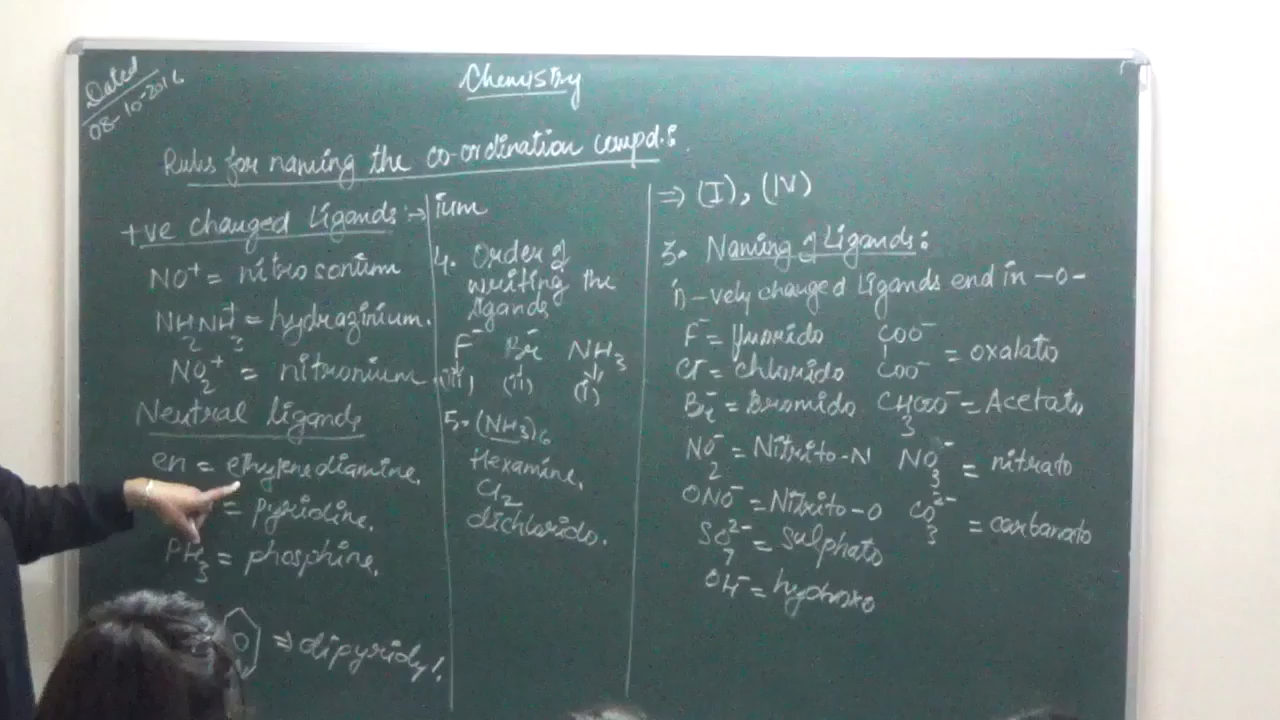 Dated
08-10-2016
Chemistry
Rules for naming the co-ordination compd.:
+ve charged ligands :→
NO⁺ = nitrosonium
NH₂NH₃⁺ = hydrazinium.
NO₂⁺ = nitronium.
Neutral ligands
en = ethylenediamine.
= pyridine.
PH₃ = phosphine.
⇒ dipyridyl.
ium
4. Order of
writing the
ligands
F⁻ Br⁻ NH₃
(iii) (ii) (i)
5. (NH₃)₆
Hexamine.
Cl₂
dichlorido.
⇒ (I), (IV)
3. Naming of Ligands:
i) -vely charged ligands end in -o-
F⁻ = fluorido
Cl⁻ = chlorido
Br⁻ = Bromido
NO₂⁻ = Nitrito-N
ONO⁻ = Nitrito-O
SO₄²⁻ = sulphato
OH⁻ = hydroxo
COO⁻
COO⁻ = oxalato
CH₃COO⁻ = Acetato
NO₃⁻ = nitrato
CO₃²⁻ = carbonato